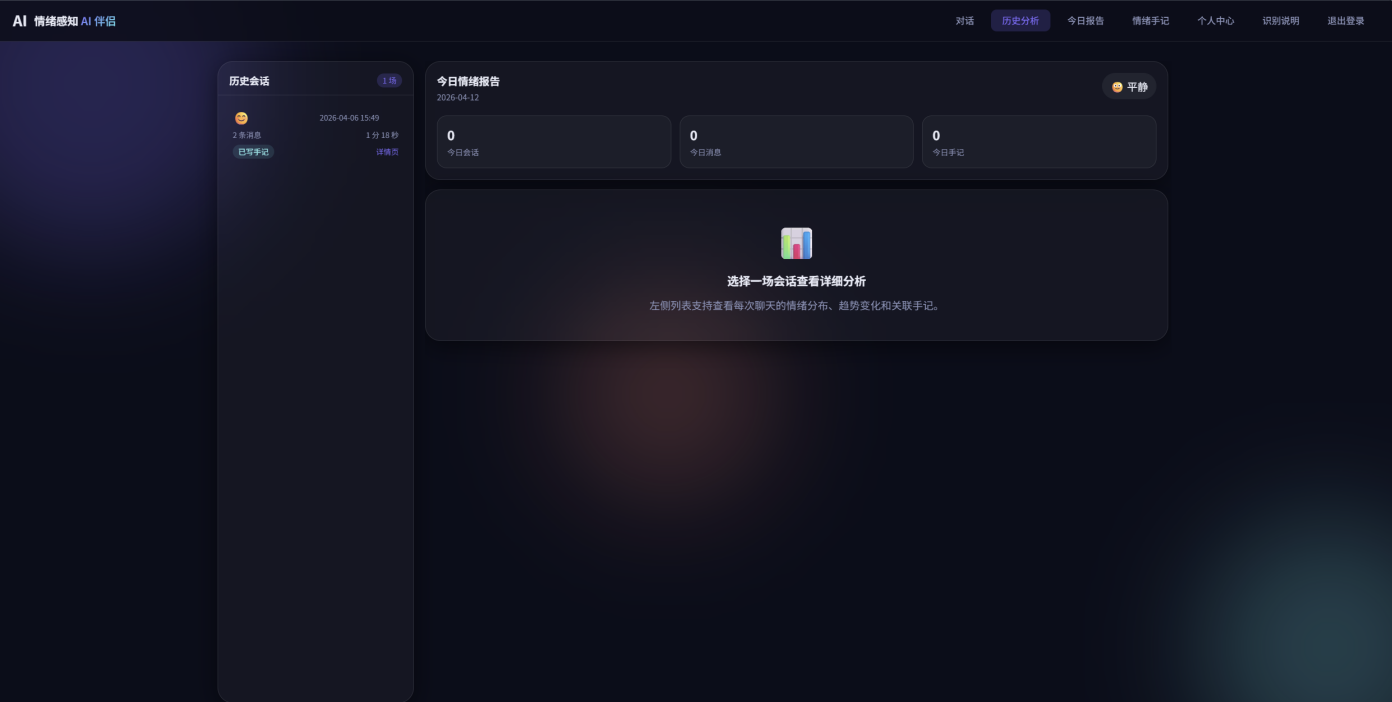 AI 情绪感知 AI 伴侣
对话
历史分析
今日报告
情绪手记
个人中心
识别说明
退出登录
历史会话
1 场
2026-04-06 15:49
2 条消息
1 分 18 秒
已写手记
详情页
今日情绪报告
2026-04-12
平静
0
今日会话
0
今日消息
0
今日手记
选择一场会话查看详细分析
左侧列表支持查看每次聊天的情绪分布、趋势变化和关联手记。